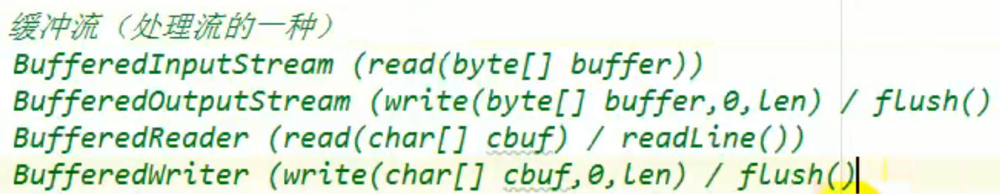 缓冲流（处理流的一种）
BufferedInputStream (read(byte[] buffer))
BufferedOutputStream (write(byte[] buffer,0,len) / flush()
BufferedReader (read(char[] cbuf) / readLine())
BufferedWriter (write(char[] cbuf,0,len) / flush()